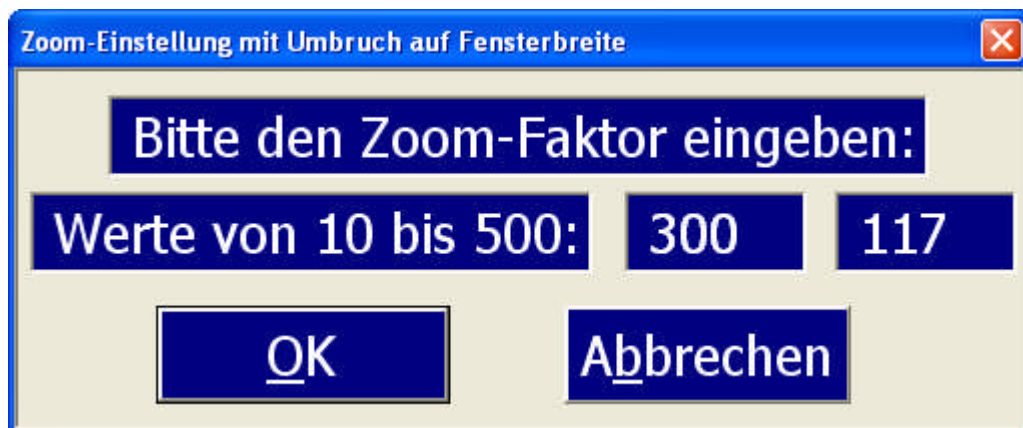 Zoom-Einstellung mit Umbruch auf Fensterbreite
Bitte den Zoom-Faktor eingeben:
Werte von 10 bis 500: 300 117
OK Abbrechen